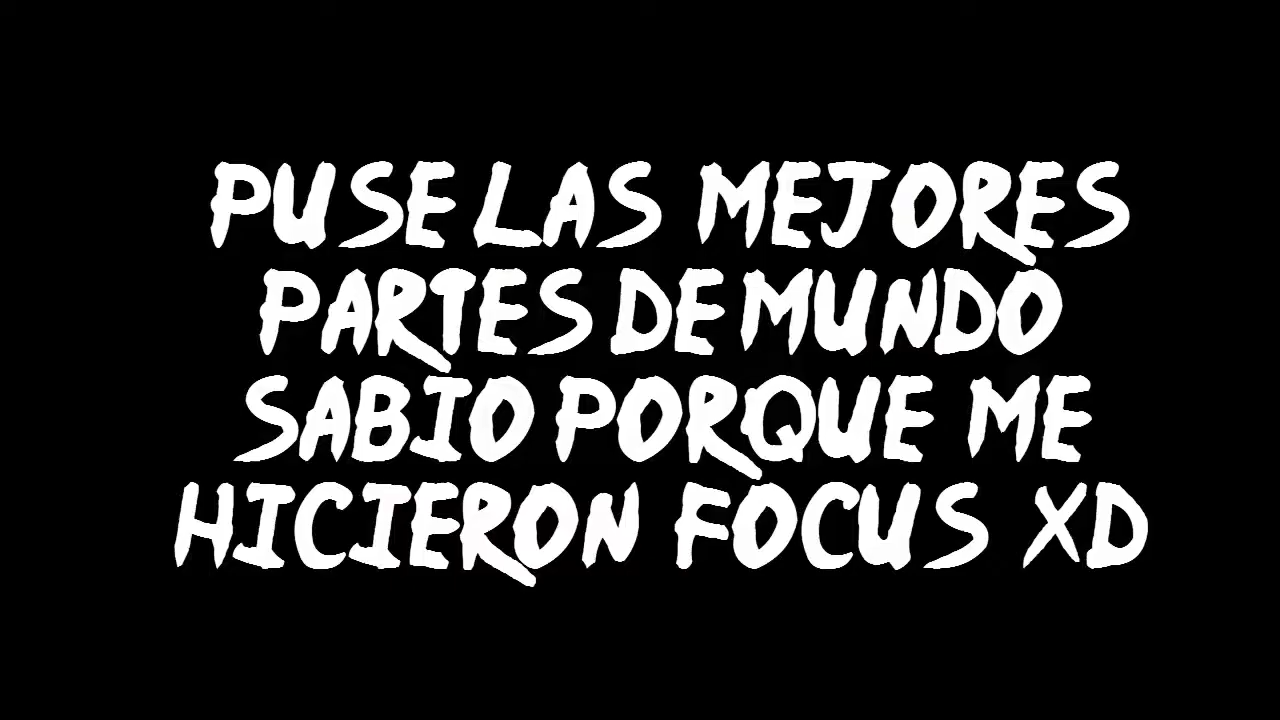 PUSE LAS MEJORES
PARTES DE MUNDO
SABIO PORQUE ME
HICIERON FOCUS XD